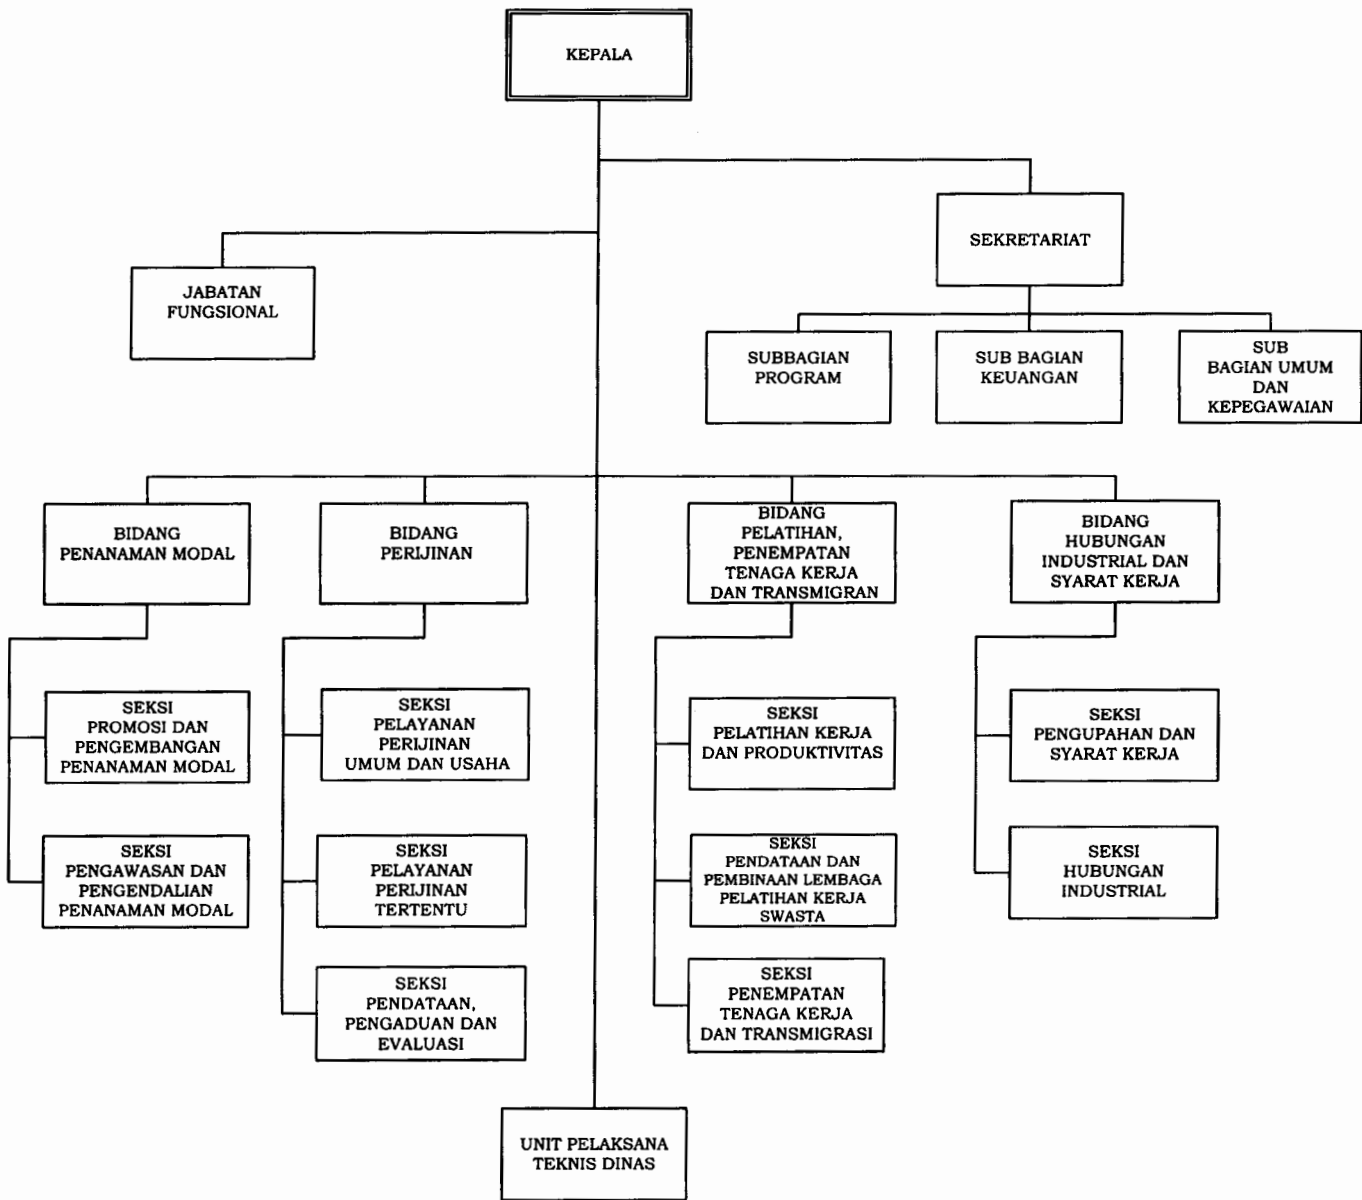 KEPALA
SEKRETARIAT
JABATAN
FUNGSIONAL
SUBBAGIAN
PROGRAM
SUB BAGIAN
KEUANGAN
SUB
BAGIAN UMUM
DAN
KEPEGAWAIAN
BIDANG
PENANAMAN MODAL
BIDANG
PERIJINAN
BIDANG
PELATIHAN,
PENEMPATAN
TENAGA KERJA
DAN TRANSMIGRAN
BIDANG
HUBUNGAN
INDUSTRIAL DAN
SYARAT KERJA
SEKSI
PROMOSI DAN
PENGEMBANGAN
PENANAMAN MODAL
SEKSI
PELAYANAN
PERIJINAN
UMUM DAN USAHA
SEKSI
PELATIHAN KERJA
DAN PRODUKTIVITAS
SEKSI
PENGUPAHAN DAN
SYARAT KERJA
SEKSI
PENGAWASAN DAN
PENGENDALIAN
PENANAMAN MODAL
SEKSI
PELAYANAN
PERIJINAN
TERTENTU
SEKSI
PENDATAAN DAN
PEMBINAAN LEMBAGA
PELATIHAN KERJA
SWASTA
SEKSI
HUBUNGAN
INDUSTRIAL
SEKSI
PENDATAAN,
PENGADUAN DAN
EVALUASI
SEKSI
PENEMPATAN
TENAGA KERJA
DAN TRANSMIGRASI
UNIT PELAKSANA
TEKNIS DINAS